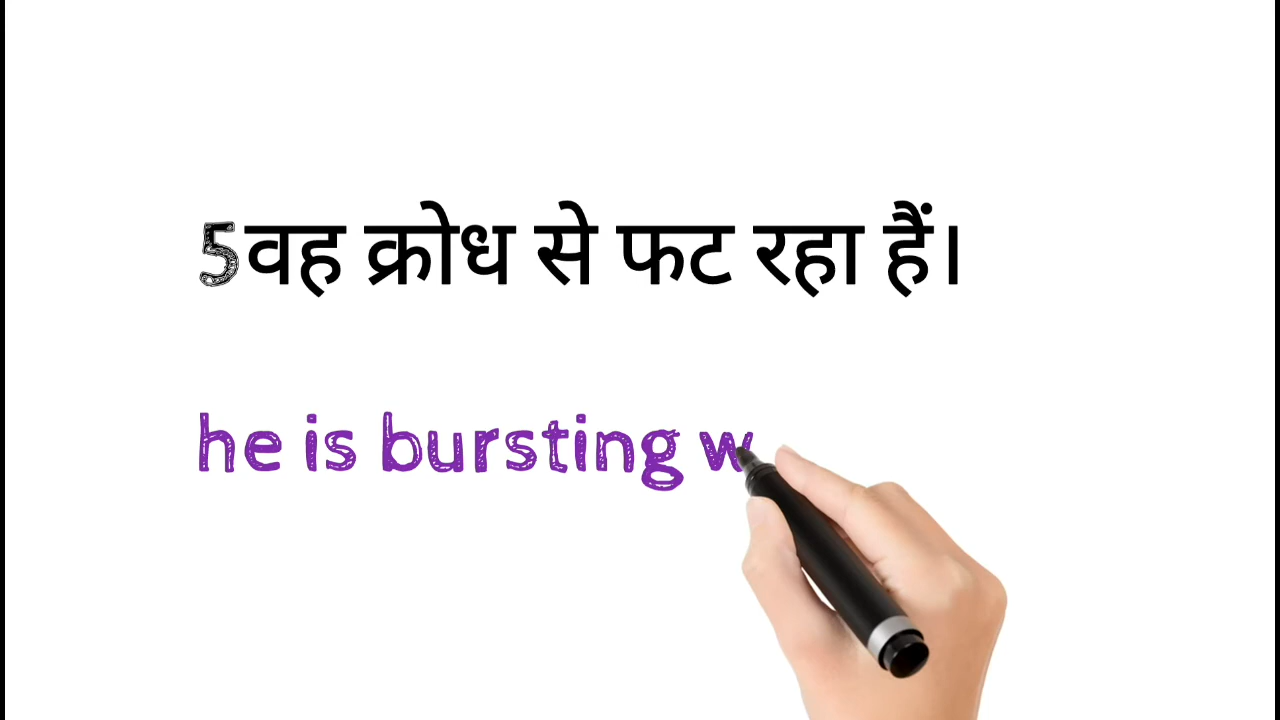 5वह क्रोध से फट रहा हैं।
he is bursting w